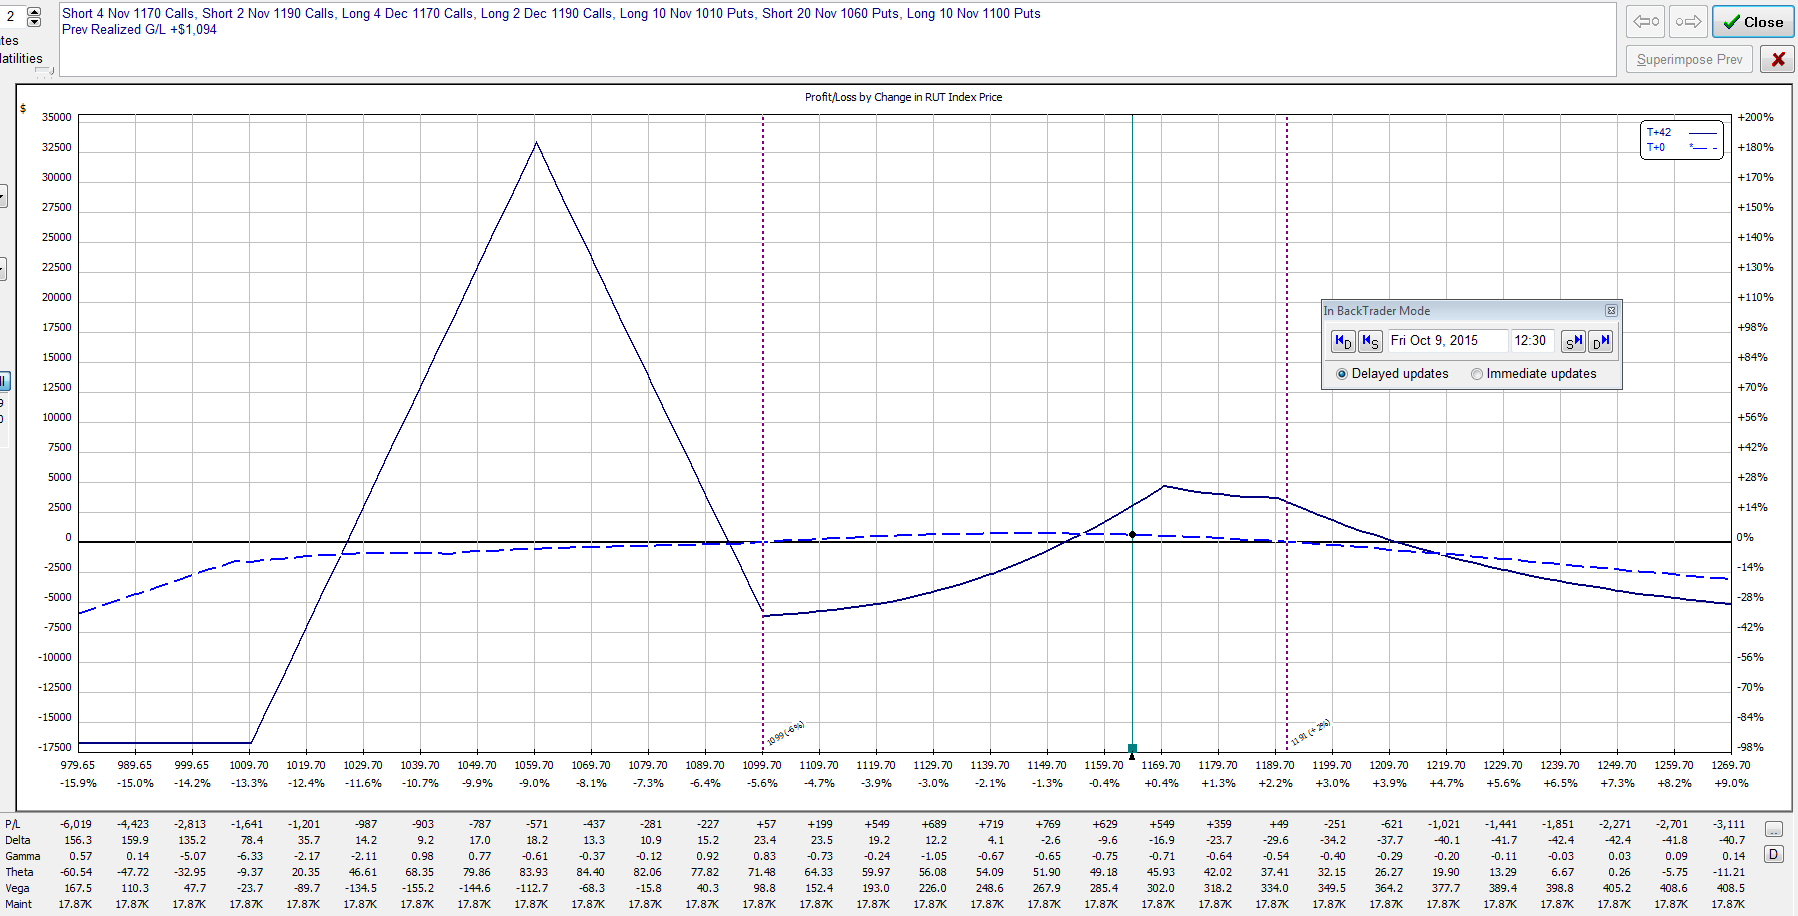 2
Short 4 Nov 1170 Calls, Short 2 Nov 1190 Calls, Long 4 Dec 1170 Calls, Long 2 Dec 1190 Calls, Long 10 Nov 1010 Puts, Short 20 Nov 1060 Puts, Long 10 Nov 1100 Puts
Prev Realized G/L +$1,094
tes
latilities
Close
Superimpose Prev
Profit/Loss by Change in RUT Index Price
$
35000 +200%
32500 +180%
30000 +170%
27500 +150%
25000 +140%
22500 +130%
20000 +110%
17500 +98%
15000 +84%
12500 +70%
10000 +56%
7500 +42%
5000 +28%
2500 +14%
0 0%
-2500 -14%
-5000 -28%
-7500 -42%
-10000 -56%
-12500 -70%
-15000 -84%
-17500 -98%
T+42
T+0
In BackTrader Mode
D S Fri Oct 9, 2015 12:30 S D
Delayed updates Immediate updates
1099 (-6%)
1191 (+ 2%)
979.65 989.65 999.65 1009.70 1019.70 1029.70 1039.70 1049.70 1059.70 1069.70 1079.70 1089.70 1099.70 1109.70 1119.70 1129.70 1139.70 1149.70 1159.70 1169.70 1179.70 1189.70 1199.70 1209.70 1219.70 1229.70 1239.70 1249.70 1259.70 1269.70
-15.9% -15.0% -14.2% -13.3% -12.4% -11.6% -10.7% -9.9% -9.0% -8.1% -7.3% -6.4% -5.6% -4.7% -3.9% -3.0% -2.1% -1.3% -0.4% +0.4% +1.3% +2.2% +3.0% +3.9% +4.7% +5.6% +6.5% +7.3% +8.2% +9.0%
P/L -6,019 -4,423 -2,813 -1,641 -1,201 -987 -903 -787 -571 -437 -281 -227 +57 +199 +549 +689 +719 +769 +629 +549 +359 +49 -251 -621 -1,021 -1,441 -1,851 -2,271 -2,701 -3,111
Delta 156.3 159.9 135.2 78.4 35.7 14.2 9.2 17.0 18.2 13.3 10.9 15.2 23.4 23.5 19.2 12.2 4.1 -2.6 -9.6 -16.9 -23.7 -29.6 -34.2 -37.7 -40.1 -41.7 -42.4 -42.4 -41.8 -40.7
Gamma 0.57 0.14 -5.07 -6.33 -2.17 -2.11 0.98 0.77 -0.61 -0.37 -0.12 0.92 0.83 -0.73 -0.24 -1.05 -0.67 -0.65 -0.75 -0.71 -0.64 -0.54 -0.40 -0.29 -0.20 -0.11 -0.03 0.03 0.09 0.14
Theta -60.54 -47.72 -32.95 -9.37 20.35 46.61 68.35 79.86 83.93 84.40 82.06 77.82 71.48 64.33 59.97 56.08 54.09 51.90 49.18 45.93 42.02 37.41 32.15 26.27 19.90 13.29 6.67 0.26 -5.75 -11.21
Vega 167.5 110.3 47.7 -23.7 -89.7 -134.5 -155.2 -144.6 -112.7 -68.3 -15.8 40.3 98.8 152.4 193.0 226.0 248.6 267.9 285.4 302.0 318.2 334.0 349.5 364.2 377.7 389.4 398.8 405.2 408.6 408.5
Maint 17.87K 17.87K 17.87K 17.87K 17.87K 17.87K 17.87K 17.87K 17.87K 17.87K 17.87K 17.87K 17.87K 17.87K 17.87K 17.87K 17.87K 17.87K 17.87K 17.87K 17.87K 17.87K 17.87K 17.87K 17.87K 17.87K 17.87K 17.87K 17.87K 17.87K
...
D